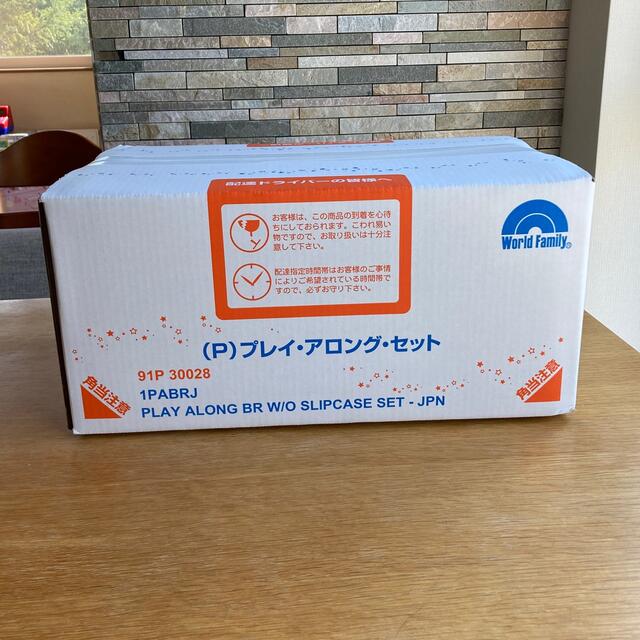 配達ドライバーの皆様へ
お客様は、この商品の到着を心待
ちにしておられます。こわれ易い
物ですので、お取り扱いは十分注
意して下さい。
配達指定時間帯はお客様のご事情
によりご希望されている時間帯で
すので、必ずお守り下さい。
World Family®
(P)プレイ・アロング・セット
91P 30028
1PABRJ
PLAY ALONG BR W/O SLIPCASE SET - JPN
角当注意
角当注意